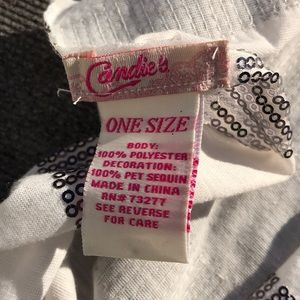 Candie's
ONE SIZE
BODY:
100% POLYESTER
DECORATION:
100% PET SEQUIN
MADE IN CHINA
RN# 73277
SEE REVERSE
FOR CARE